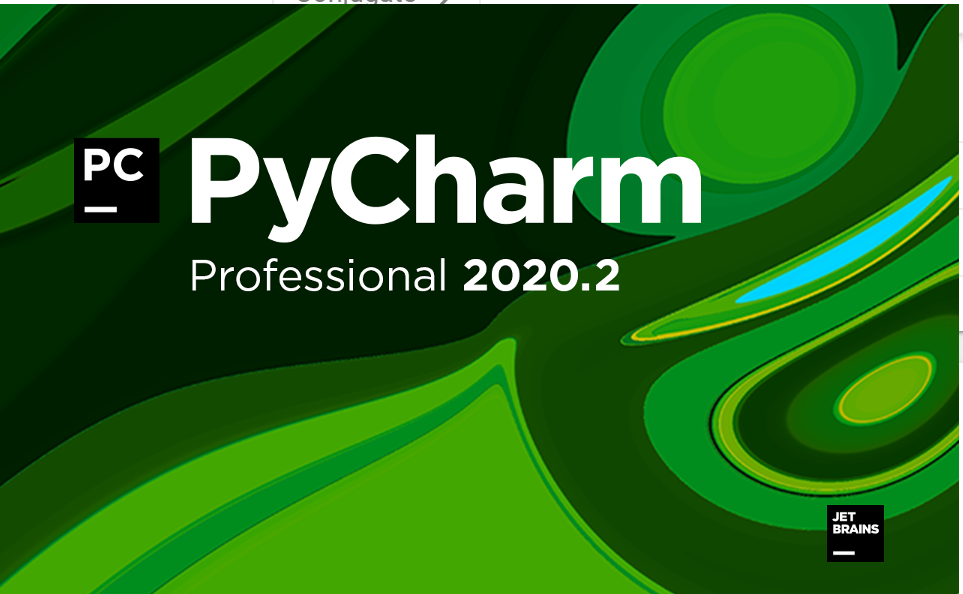 PC
PyCharm
Professional 2020.2
JET
BRAINS